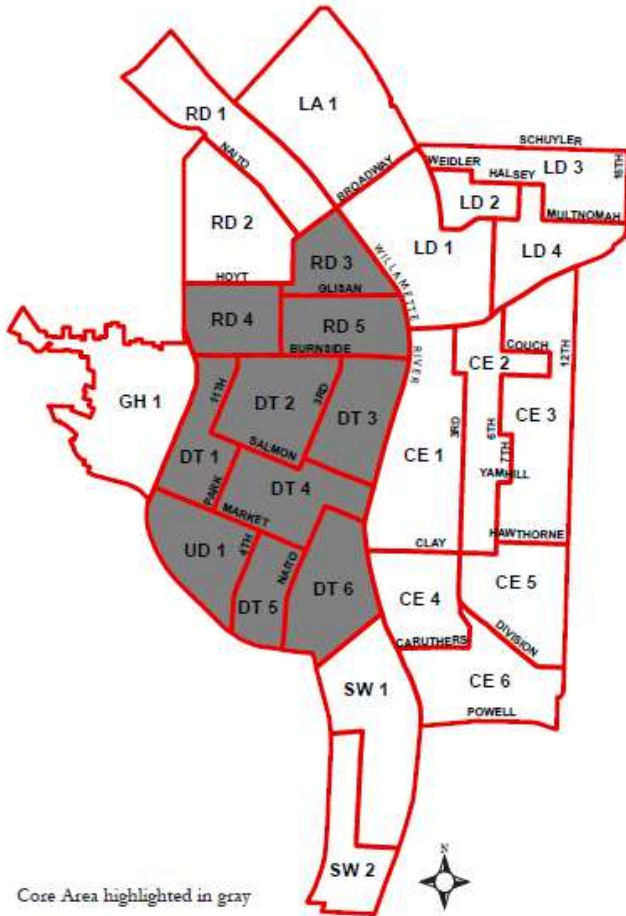 RD 1
LA 1
NAITO
BROADWAY
SCHUYLER
WEIDLER
HALSEY
LD 3
16TH
LD 2
MULTNOMAH
RD 2
LD 1
LD 4
WILLAMETTE
RIVER
RD 3
HOYT
GLISAN
RD 4
RD 5
BURNSIDE
COUCH
12TH
CE 2
GH 1
11TH
DT 2
3RD
DT 3
3RD
6TH
7TH
CE 3
DT 1
SALMON
CE 1
YAMHILL
PARK
DT 4
MARKET
UD 1
4TH
NAITO
CLAY
HAWTHORNE
DT 5
DT 6
CE 4
CE 5
CARUTHERS
DIVISION
SW 1
CE 6
POWELL
SW 2
N
Core Area highlighted in gray